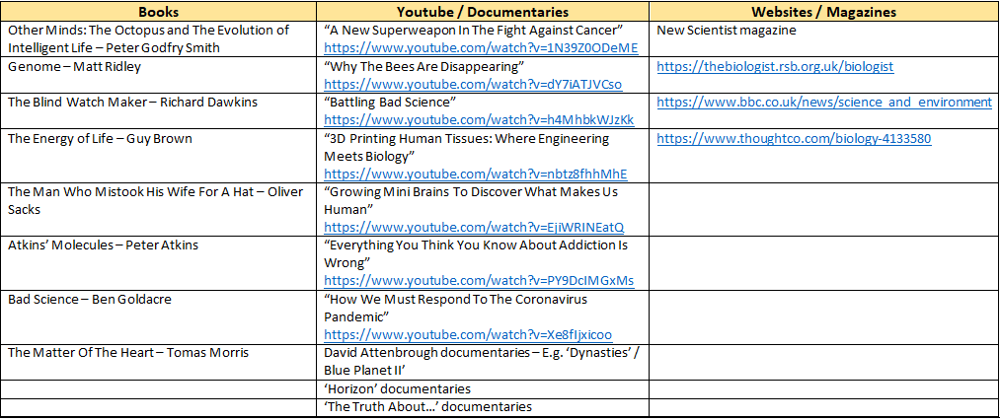 Books
Youtube / Documentaries
Websites / Magazines
Other Minds: The Octopus and The Evolution of
Intelligent Life – Peter Godfry Smith
“A New Superweapon In The Fight Against Cancer”
https://www.youtube.com/watch?v=1N39Z0ODeME
New Scientist magazine
Genome – Matt Ridley
“Why The Bees Are Disappearing”
https://www.youtube.com/watch?v=dY7iATJVCso
https://thebiologist.rsb.org.uk/biologist
The Blind Watch Maker – Richard Dawkins
“Battling Bad Science”
https://www.youtube.com/watch?v=h4MhbkWJzKk
https://www.bbc.co.uk/news/science_and_environment
The Energy of Life – Guy Brown
“3D Printing Human Tissues: Where Engineering
Meets Biology”
https://www.youtube.com/watch?v=nbtz8fhhMhE
https://www.thoughtco.com/biology-4133580
The Man Who Mistook His Wife For A Hat – Oliver
Sacks
“Growing Mini Brains To Discover What Makes Us
Human”
https://www.youtube.com/watch?v=EjiWRINEatQ
Atkins’ Molecules – Peter Atkins
“Everything You Think You Know About Addiction Is
Wrong”
https://www.youtube.com/watch?v=PY9DcIMGxMs
Bad Science – Ben Goldacre
“How We Must Respond To The Coronavirus
Pandemic”
https://www.youtube.com/watch?v=Xe8fIjxicoo
The Matter Of The Heart – Tomas Morris
David Attenbrough documentaries – E.g. ‘Dynasties’ /
Blue Planet II’
‘Horizon’ documentaries
‘The Truth About…’ documentaries